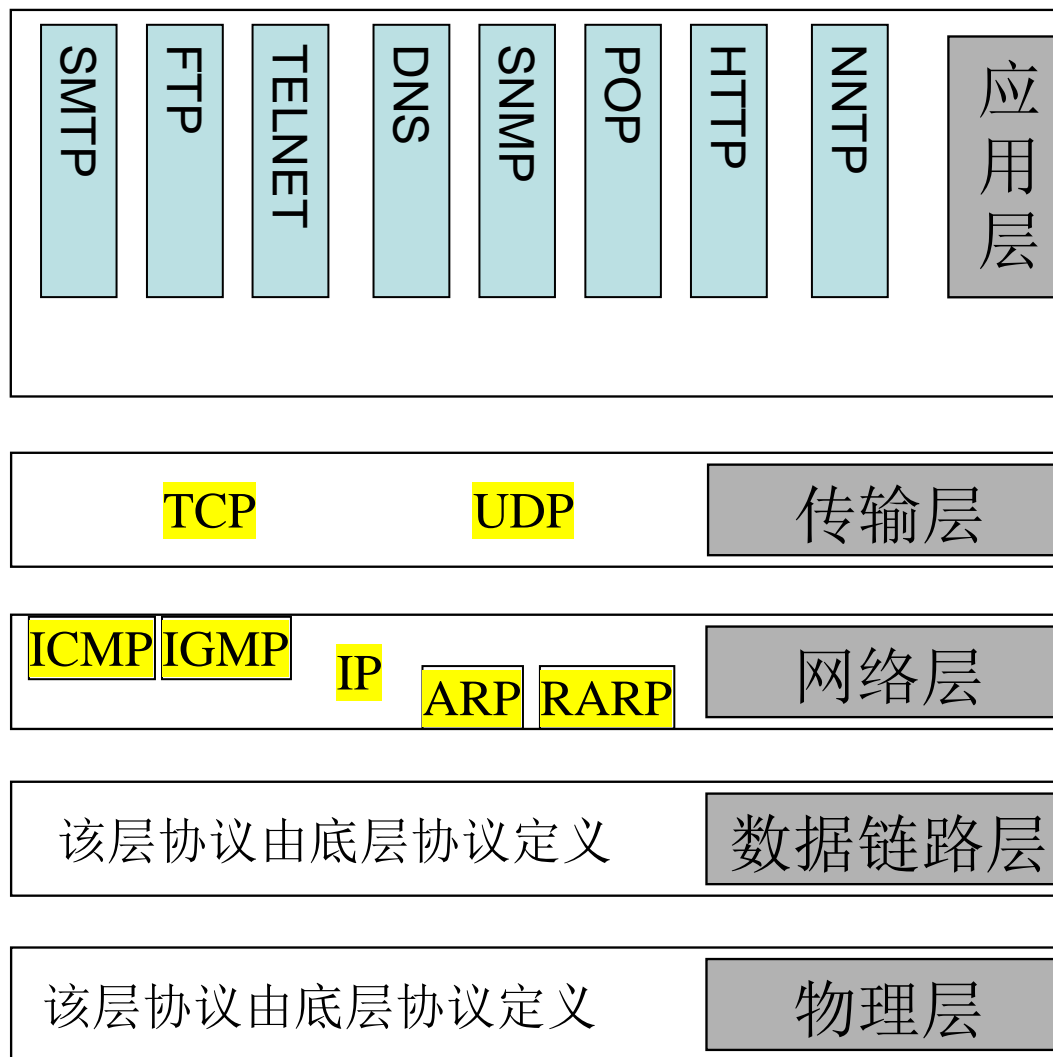 SMTP
FTP
TELNET
DNS
SNMP
POP
HTTP
NNTP
应用层
TCP
UDP
传输层
ICMP
IGMP
IP
ARP
RARP
网络层
该层协议由底层协议定义
数据链路层
该层协议由底层协议定义
物理层